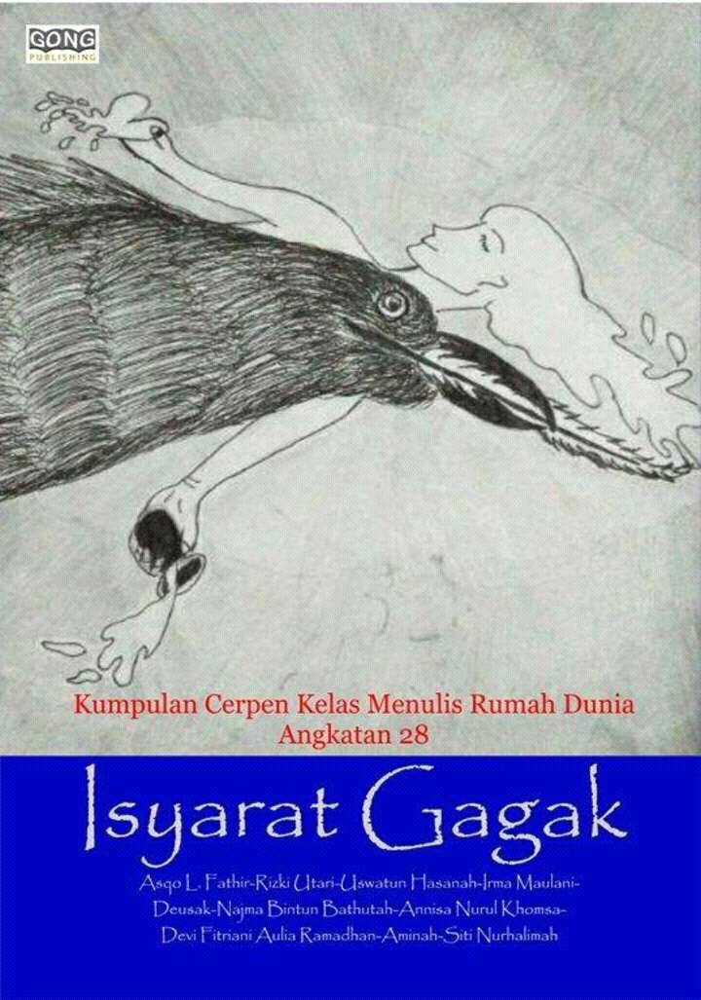 GONG
PUBLISHING
Kumpulan Cerpen Kelas Menulis Rumah Dunia
Angkatan 28
Isyarat Gagak
Asqo L. Fathir-Rizki Utari-Uswatun Hasanah-Irma Maulani-
Deusak-Najma Bintun Bathutah-Annisa Nurul Khomsa-
Devi Fitriani Aulia Ramadhan-Aminah-Siti Nurhalimah